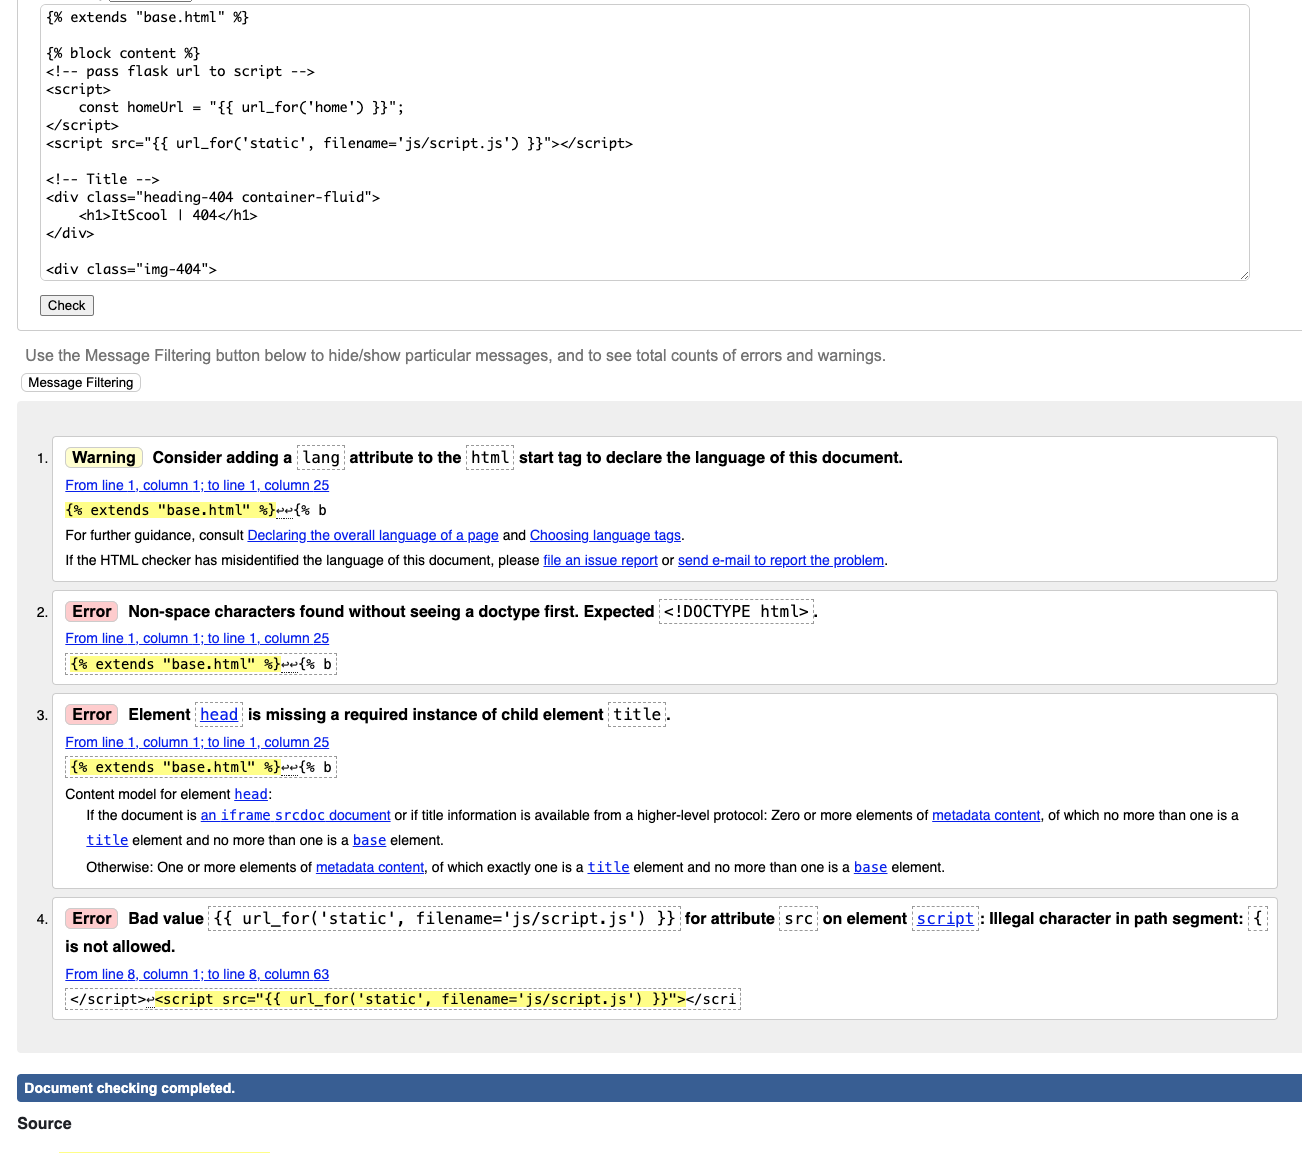 {% extends "base.html" %}
{% block content %}
<!-- pass flask url to script -->
<script>
    const homeUrl = "{{ url_for('home') }}";
</script>
<script src="{{ url_for('static', filename='js/script.js') }}"></script>
<!-- Title -->
<div class="heading-404 container-fluid">
    <h1>ItScool | 404</h1>
</div>
<div class="img-404">
Check
Use the Message Filtering button below to hide/show particular messages, and to see total counts of errors and warnings.
Message Filtering
1. Warning Consider adding a lang attribute to the html start tag to declare the language of this document.
From line 1, column 1; to line 1, column 25
{% extends "base.html" %}↩↩{% b
For further guidance, consult Declaring the overall language of a page and Choosing language tags.
If the HTML checker has misidentified the language of this document, please file an issue report or send e-mail to report the problem.
2. Error Non-space characters found without seeing a doctype first. Expected <!DOCTYPE html>.
From line 1, column 1; to line 1, column 25
{% extends "base.html" %}↩↩{% b
3. Error Element head is missing a required instance of child element title.
From line 1, column 1; to line 1, column 25
{% extends "base.html" %}↩↩{% b
Content model for element head:
If the document is an iframe srcdoc document or if title information is available from a higher-level protocol: Zero or more elements of metadata content, of which no more than one is a
title element and no more than one is a base element.
Otherwise: One or more elements of metadata content, of which exactly one is a title element and no more than one is a base element.
4. Error Bad value {{ url_for('static', filename='js/script.js') }} for attribute src on element script: Illegal character in path segment: {
is not allowed.
From line 8, column 1; to line 8, column 63
</script>↩<script src="{{ url_for('static', filename='js/script.js') }}"></scri
Document checking completed.
Source